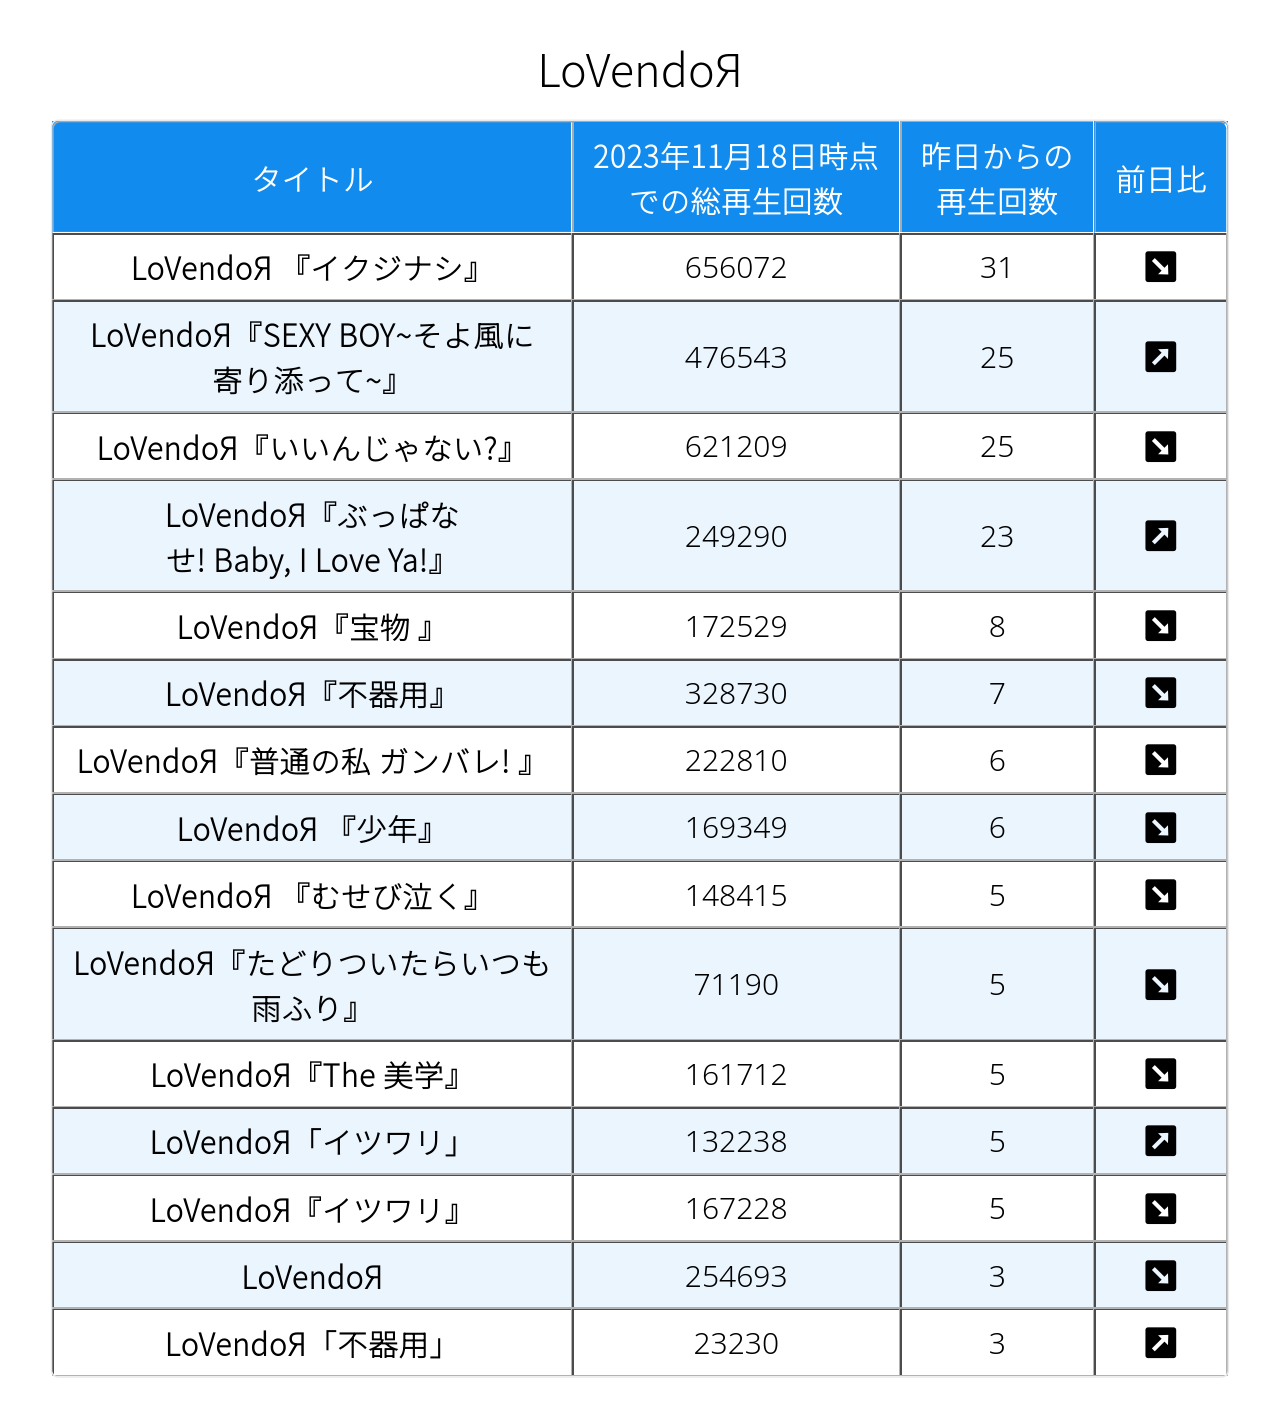 LoVendoЯ
タイトル
2023年11月18日時点
での総再生回数
昨日からの
再生回数
前日比
LoVendoЯ 『イクジナシ』 656072 31 ↘
LoVendoЯ『SEXY BOY~そよ風に
寄り添って~』 476543 25 ↗
LoVendoЯ『いいんじゃない?』 621209 25 ↘
LoVendoЯ『ぶっぱな
せ! Baby, I Love Ya!』 249290 23 ↗
LoVendoЯ『宝物 』 172529 8 ↘
LoVendoЯ『不器用』 328730 7 ↘
LoVendoЯ『普通の私 ガンバレ! 』 222810 6 ↘
LoVendoЯ 『少年』 169349 6 ↘
LoVendoЯ 『むせび泣く』 148415 5 ↘
LoVendoЯ『たどりついたらいつも
雨ふり』 71190 5 ↘
LoVendoЯ『The 美学』 161712 5 ↘
LoVendoЯ「イツワリ」 132238 5 ↗
LoVendoЯ『イツワリ』 167228 5 ↘
LoVendoЯ 254693 3 ↘
LoVendoЯ「不器用」 23230 3 ↗